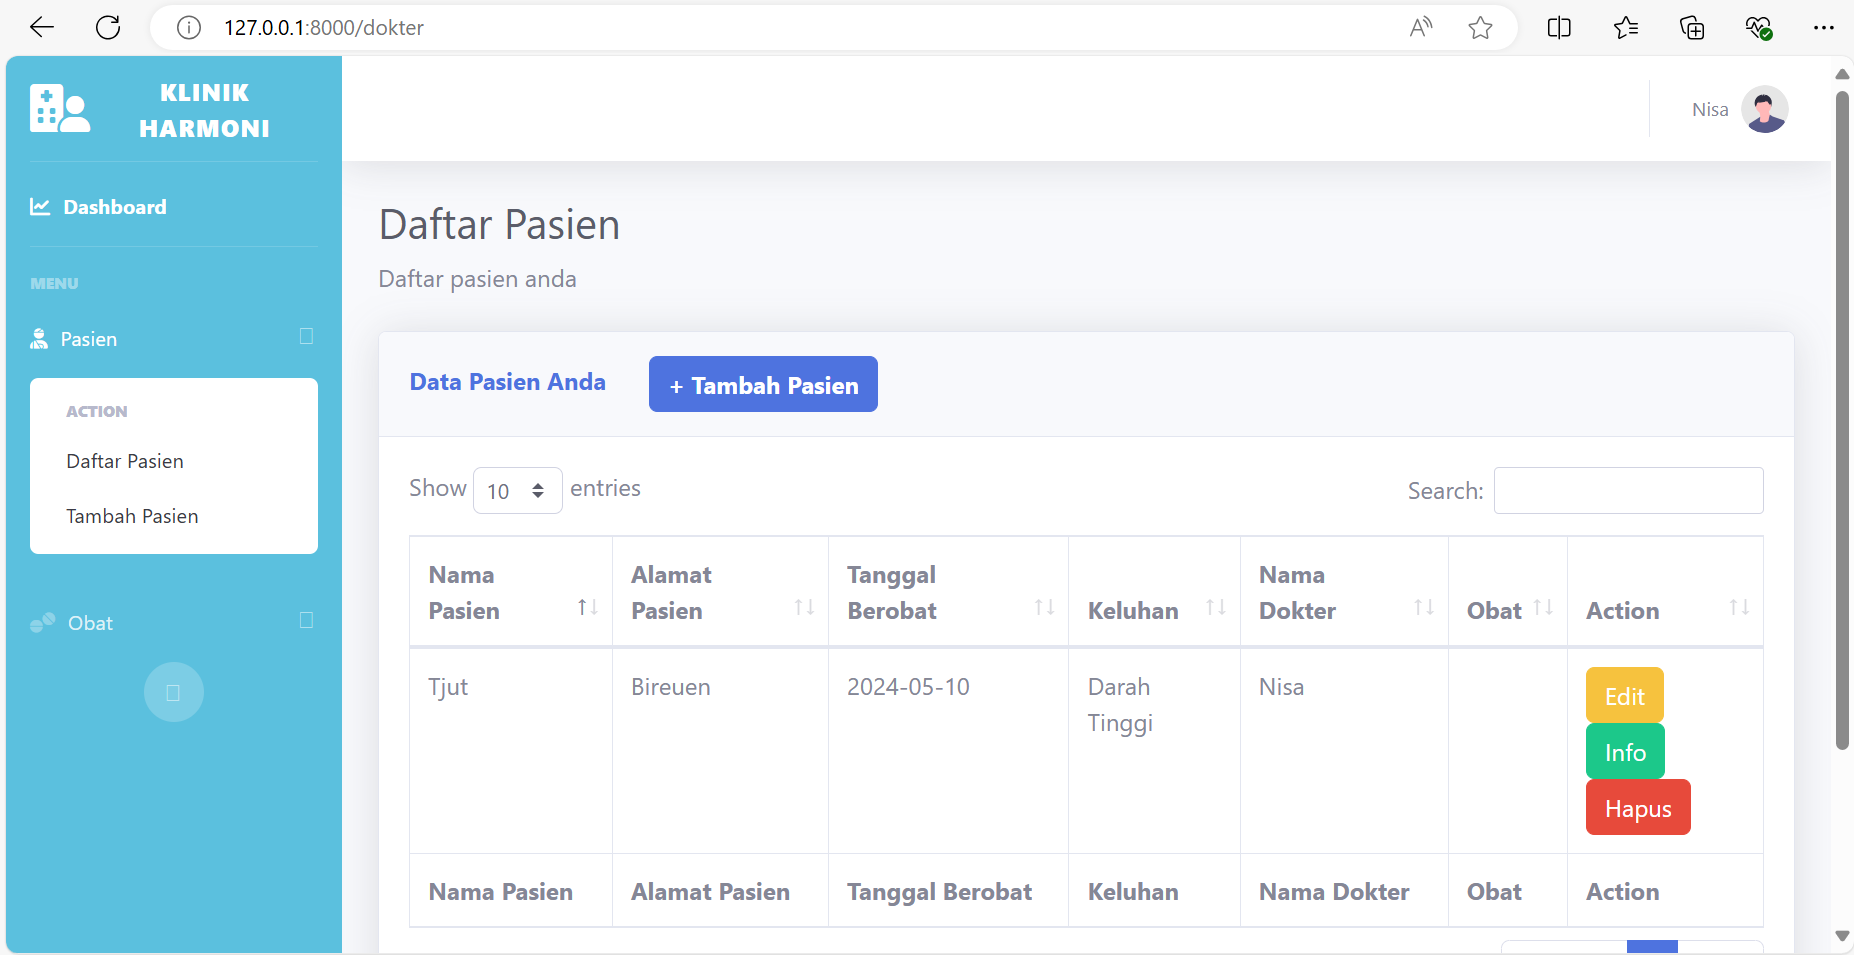 127.0.0.1:8000/dokter
KLINIK
HARMONI
Nisa
Dashboard
MENU
Pasien
ACTION
Daftar Pasien
Tambah Pasien
Obat
Daftar Pasien
Daftar pasien anda
Data Pasien Anda
+ Tambah Pasien
Show 10 entries
Search:
Nama Pasien
Alamat Pasien
Tanggal Berobat
Keluhan
Nama Dokter
Obat
Action
Tjut
Bireuen
2024-05-10
Darah Tinggi
Nisa
Edit
Info
Hapus
Nama Pasien
Alamat Pasien
Tanggal Berobat
Keluhan
Nama Dokter
Obat
Action